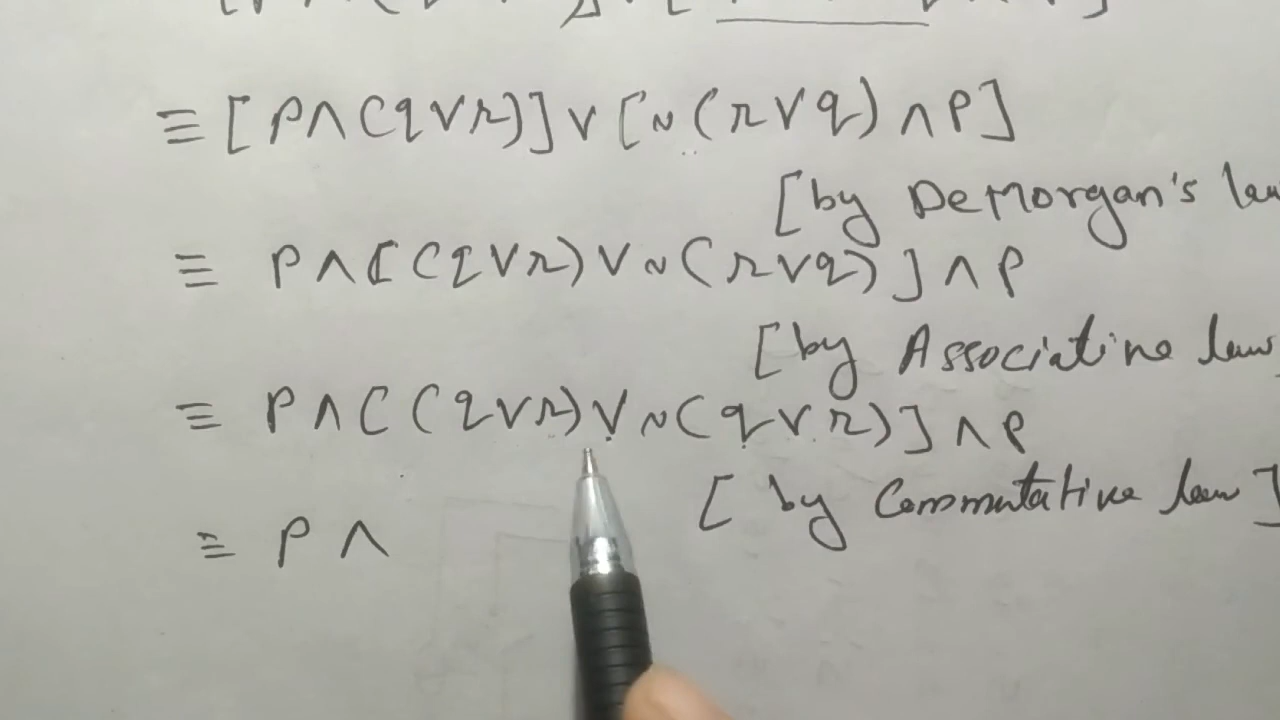 ≡ [P∧(q∨r)]∨[~(r∨q)∧P]
[by DeMorgan's
≡ P∧[(q∨r)∨~(r∨q)]∧P
[by Associative law
≡ P∧[(q∨r)∨~(q∨r)]∧P
[by Commutative law]
≡ P∧